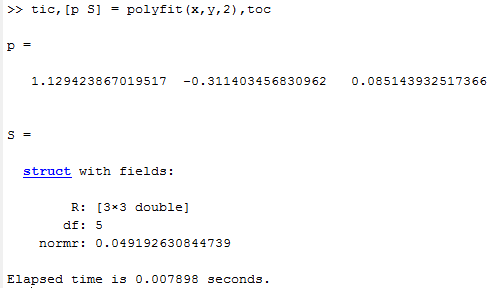 >> tic,[p S] = polyfit(x,y,2),toc
p =
1.129423867019517  -0.311403456830962   0.085143932517366
S =
struct with fields:
R: [3×3 double]
df: 5
normr: 0.049192630844739
Elapsed time is 0.007898 seconds.